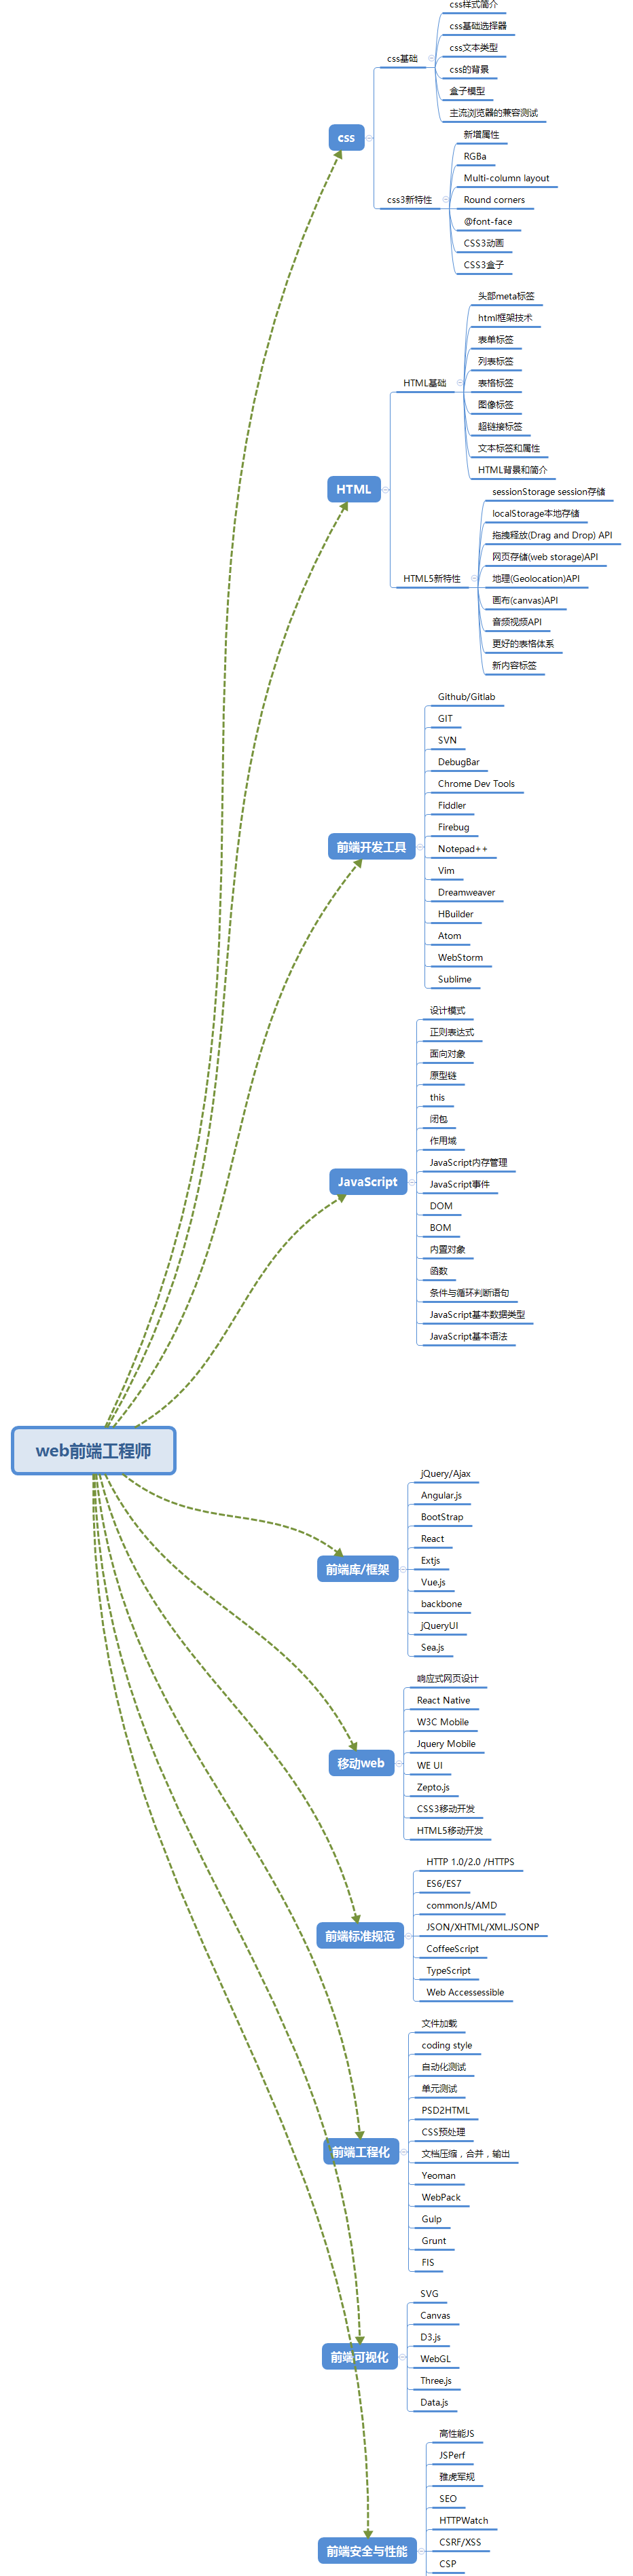 css样式简介
css基础选择器
css文本类型
css的背景
盒子模型
主流浏览器的兼容测试
css基础
css
新增属性
RGBa
Multi-column layout
Round corners
@font-face
CSS3动画
CSS3盒子
css3新特性
头部meta标签
html框架技术
表单标签
列表标签
表格标签
图像标签
超链接标签
文本标签和属性
HTML背景和简介
HTML基础
HTML
sessionStorage session存储
localStorage本地存储
拖拽释放(Drag and Drop) API
网页存储(web storage)API
地理(Geolocation)API
画布(canvas)API
音频视频API
更好的表格体系
新内容标签
HTML5新特性
Github/Gitlab
GIT
SVN
DebugBar
Chrome Dev Tools
Fiddler
Firebug
Notepad++
Vim
Dreamweaver
HBuilder
Atom
WebStorm
Sublime
前端开发工具
设计模式
正则表达式
面向对象
原型链
this
闭包
作用域
JavaScript内存管理
JavaScript事件
DOM
BOM
内置对象
函数
条件与循环判断语句
JavaScript基本数据类型
JavaScript基本语法
JavaScript
web前端工程师
jQuery/Ajax
Angular.js
BootStrap
React
Extjs
Vue.js
backbone
jQueryUI
Sea.js
前端库/框架
响应式网页设计
React Native
W3C Mobile
Jquery Mobile
WE UI
Zepto.js
CSS3移动开发
HTML5移动开发
移动web
HTTP 1.0/2.0 /HTTPS
ES6/ES7
commonJs/AMD
JSON/XHTML/XML.JSONP
CoffeeScript
TypeScript
Web Accessessible
前端标准规范
文件加载
coding style
自动化测试
单元测试
PSD2HTML
CSS预处理
文档压缩，合并，输出
Yeoman
WebPack
Gulp
Grunt
FIS
前端工程化
SVG
Canvas
D3.js
WebGL
Three.js
Data.js
前端可视化
高性能JS
JSPerf
雅虎军规
SEO
HTTPWatch
CSRF/XSS
CSP
前端安全与性能